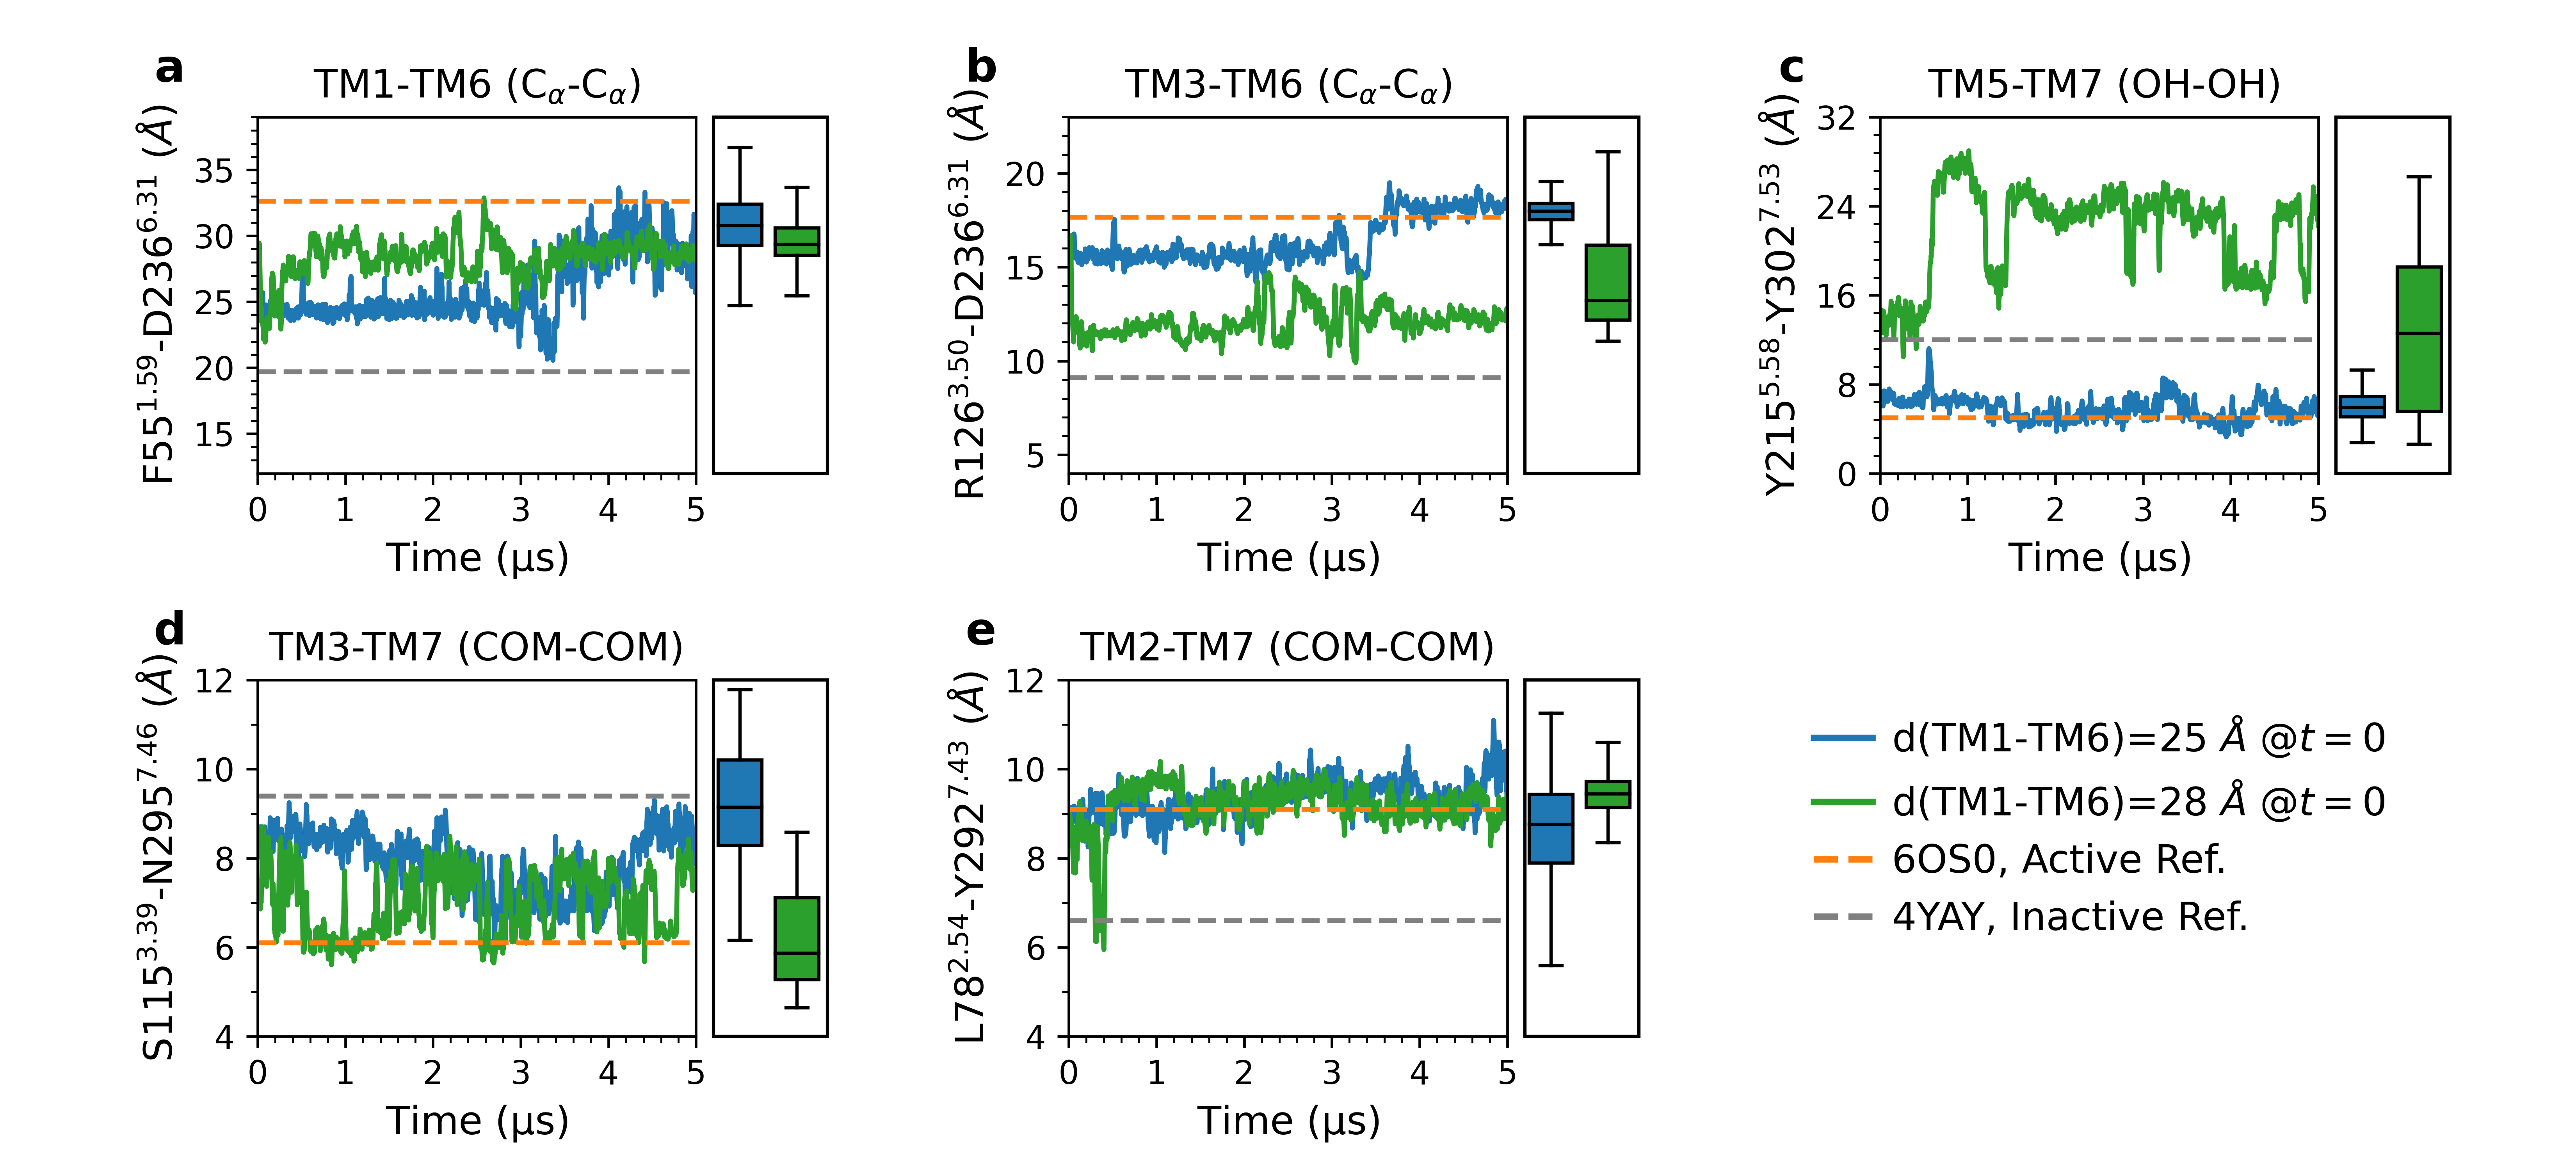 a
TM1-TM6 (Cα-Cα)
F55^1.59-D236^6.31 (Å)
35
30
25
20
15
0 1 2 3 4 5
Time (µs)
b
TM3-TM6 (Cα-Cα)
R126^3.50-D236^6.31 (Å)
20
15
10
5
0 1 2 3 4 5
Time (µs)
c
TM5-TM7 (OH-OH)
Y215^5.58-Y302^7.53 (Å)
32
24
16
8
0
0 1 2 3 4 5
Time (µs)
d
TM3-TM7 (COM-COM)
S115^3.39-N295^7.46 (Å)
12
10
8
6
4
0 1 2 3 4 5
Time (µs)
e
TM2-TM7 (COM-COM)
L78^2.54-Y292^7.43 (Å)
12
10
8
6
4
0 1 2 3 4 5
Time (µs)
d(TM1-TM6)=25 Å @t = 0
d(TM1-TM6)=28 Å @t = 0
6OS0, Active Ref.
4YAY, Inactive Ref.